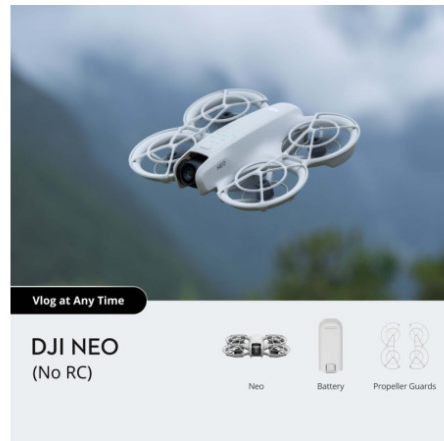 Vlog at Any Time
DJI NEO
(No RC)
Neo
Battery
Propeller Guards